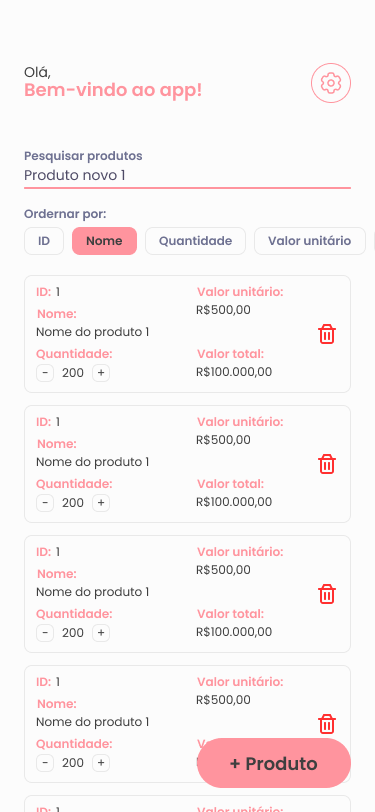 Olá,
Bem-vindo ao app!
Pesquisar produtos
Produto novo 1
Ordernar por:
ID Nome Quantidade Valor unitário
ID: 1 Valor unitário:
Nome: R$500,00
Nome do produto 1
Quantidade: Valor total:
- 200 + R$100.000,00
ID: 1 Valor unitário:
Nome: R$500,00
Nome do produto 1
Quantidade: Valor total:
- 200 + R$100.000,00
ID: 1 Valor unitário:
Nome: R$500,00
Nome do produto 1
Quantidade: Valor total:
- 200 + R$100.000,00
ID: 1 Valor unitário:
Nome: R$500,00
Nome do produto 1
Quantidade:
- 200 +
+ Produto
ID: 1 Valor unitário: